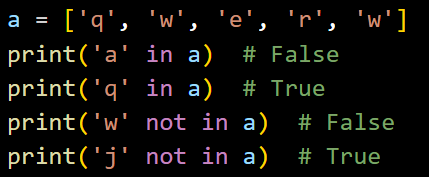 a = ['q', 'w', 'e', 'r', 'w']
print('a' in a)  # False
print('q' in a)  # True
print('w' not in a)  # False
print('j' not in a)  # True